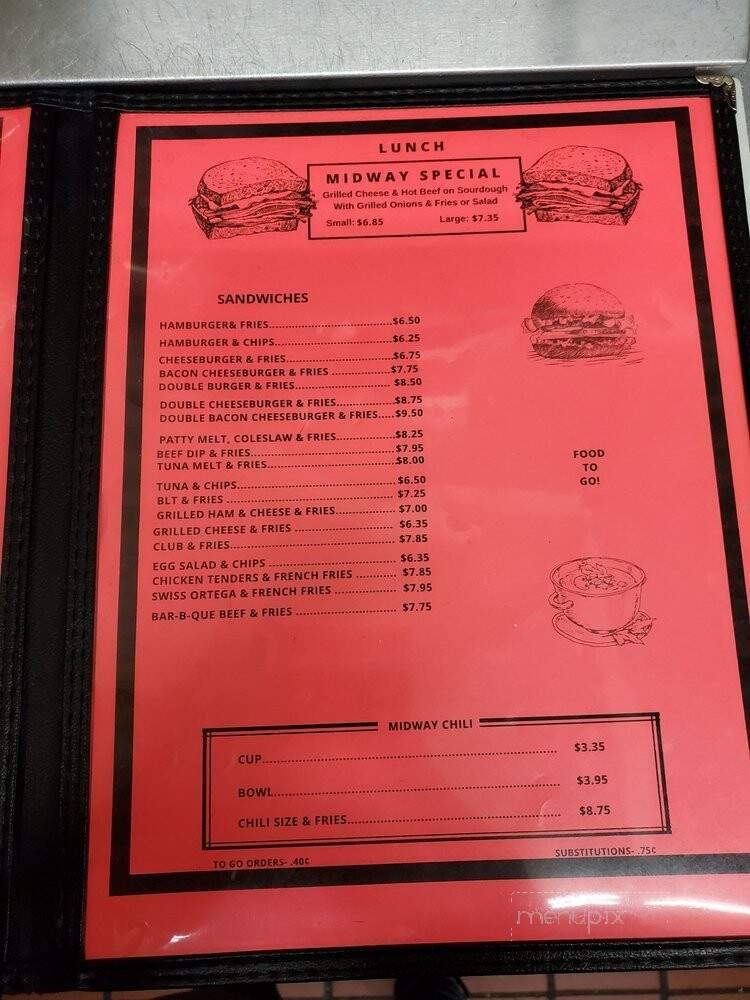 LUNCH
MIDWAY SPECIAL
Grilled Cheese & Hot Beef on Sourdough
With Grilled Onions & Fries or Salad
Small: $6.85 Large: $7.35
SANDWICHES
HAMBURGER& FRIES..............................$6.50
HAMBURGER & CHIPS..............................$6.25
CHEESEBURGER & FRIES..........................$6.75
BACON CHEESEBURGER & FRIES ...............$7.75
DOUBLE BURGER & FRIES........................ $8.50
DOUBLE CHEESEBURGER & FRIES..............$8.75
DOUBLE BACON CHEESEBURGER & FRIES.....$9.50
PATTY MELT, COLESLAW & FRIES...............$8.25
BEEF DIP & FRIES....................................$7.95
TUNA MELT & FRIES................................$8.00
TUNA & CHIPS........................................ $6.50
BLT & FRIES .......................................... $7.25
GRILLED HAM & CHEESE & FRIES............... $7.00
GRILLED CHEESE & FRIES ........................ $6.35
CLUB & FRIES......................................... $7.85
EGG SALAD & CHIPS ............................... $6.35
CHICKEN TENDERS & FRENCH FRIES .......... $7.85
SWISS ORTEGA & FRENCH FRIES ............... $7.95
BAR-B-QUE BEEF & FRIES ........................ $7.75
FOOD
TO
GO!
MIDWAY CHILI
CUP............................................................ $3.35
BOWL.......................................................... $3.95
CHILI SIZE & FRIES........................................ $8.75
TO GO ORDERS- .40¢ SUBSTITUTIONS- .75¢
menupix